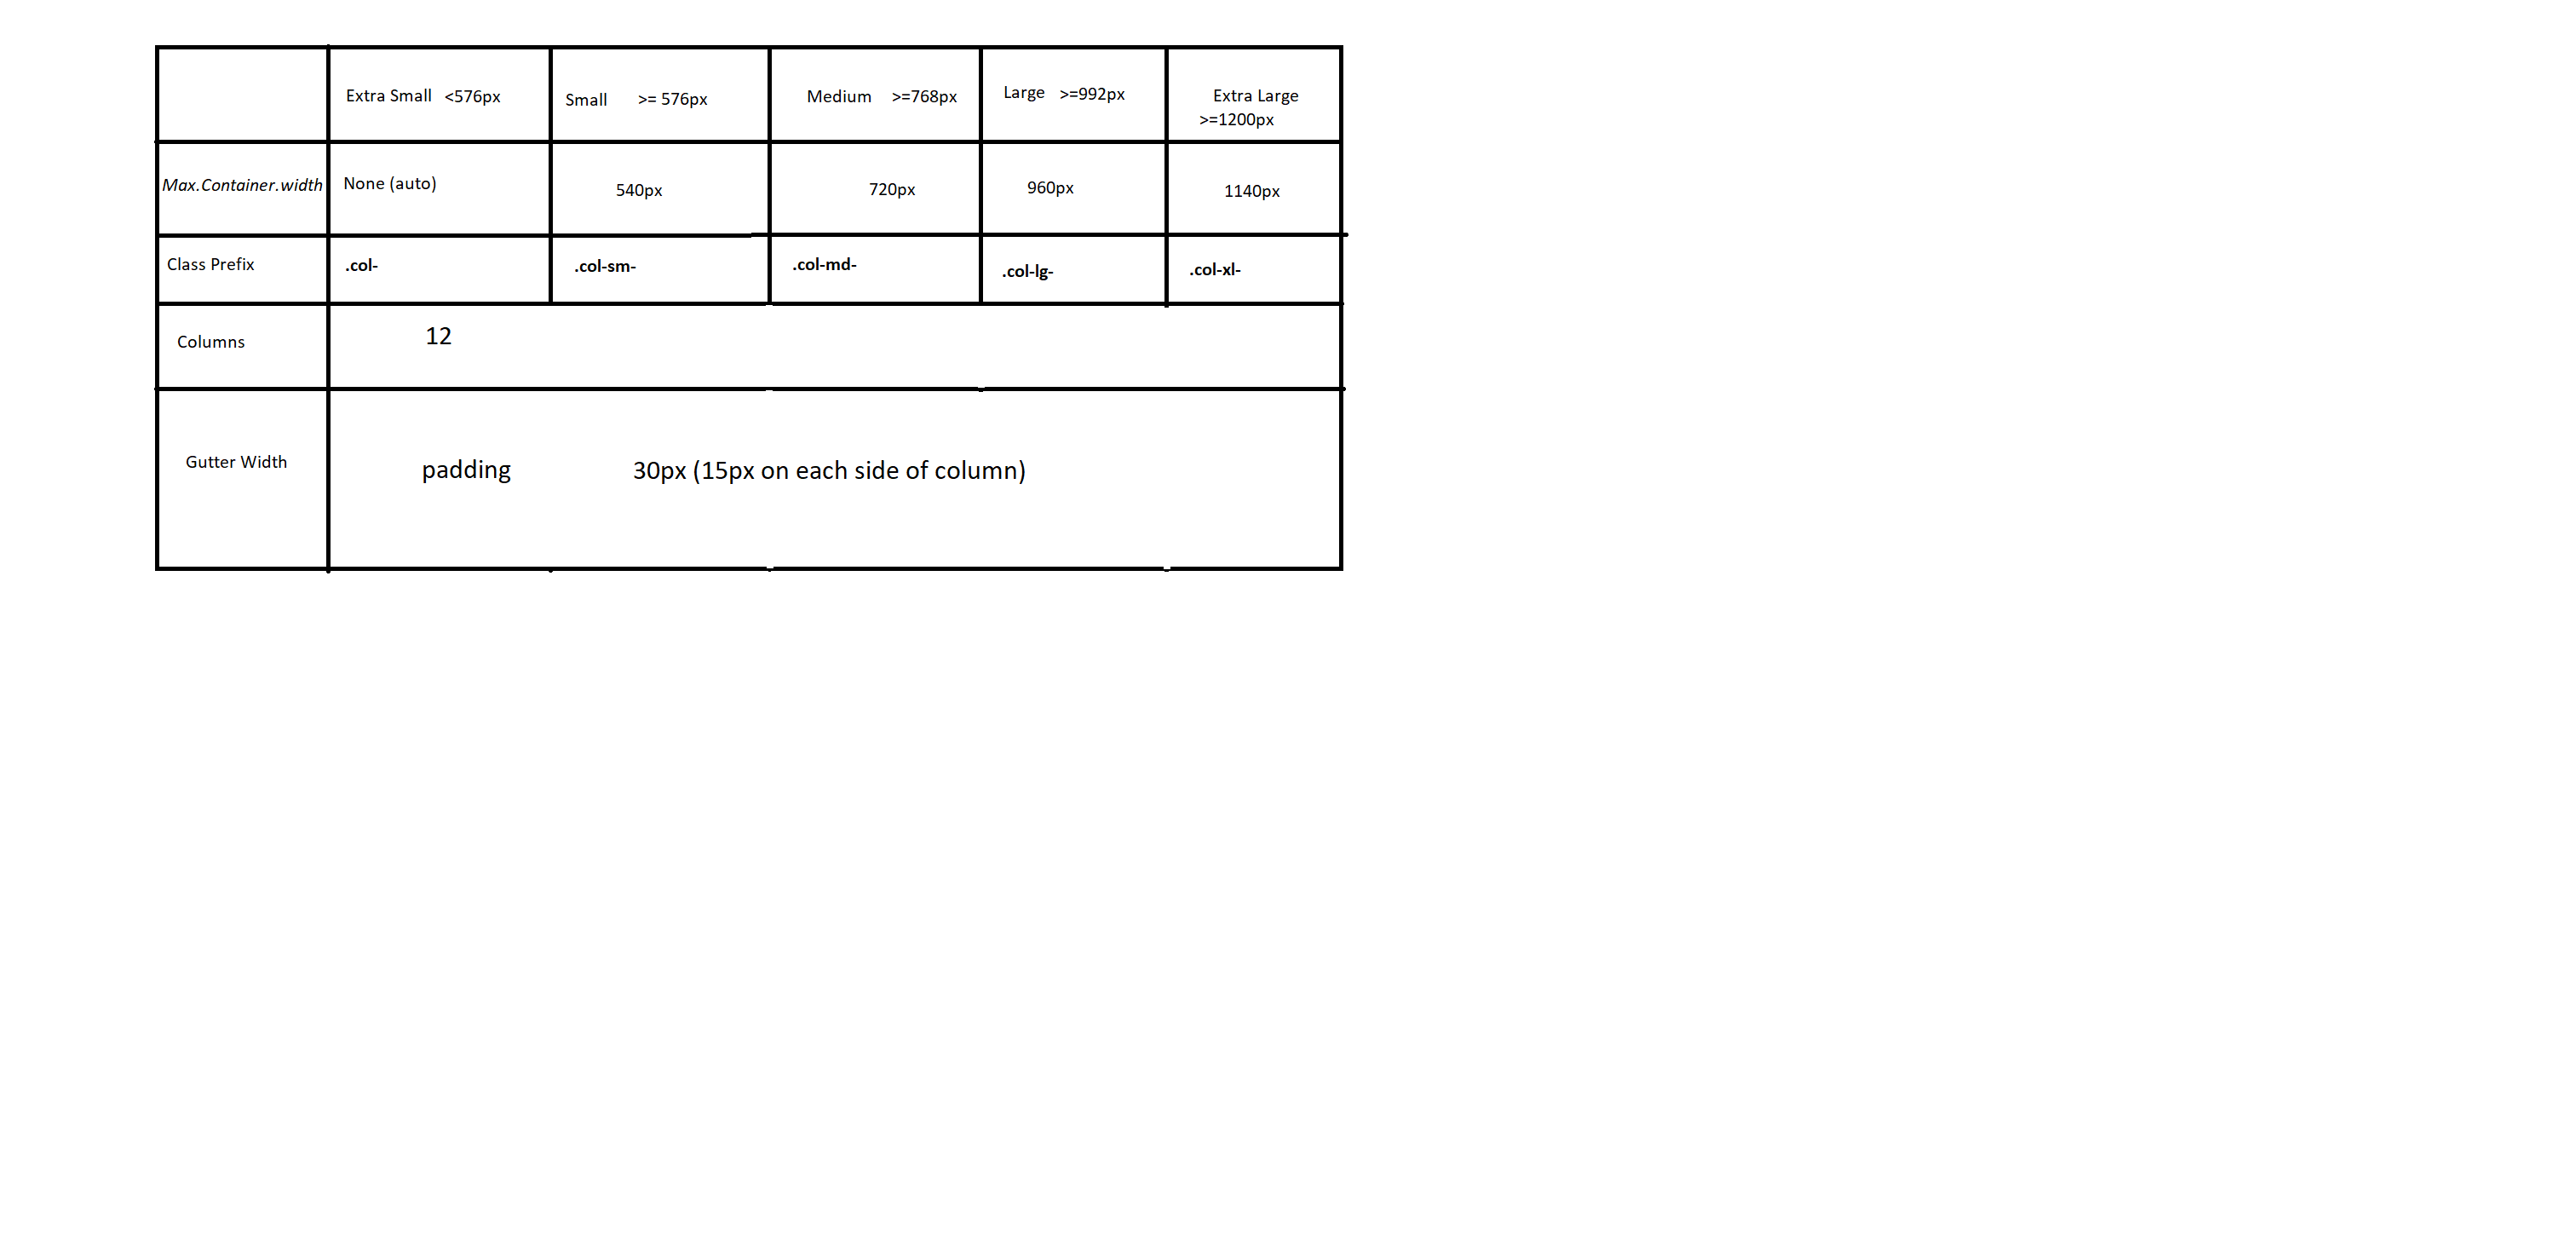 Extra Small <576px Small >= 576px Medium >=768px Large >=992px Extra Large
>=1200px
Max.Container.width None (auto) 540px 720px 960px 1140px
Class Prefix .col- .col-sm- .col-md- .col-lg- .col-xl-
Columns 12
Gutter Width padding 30px (15px on each side of column)